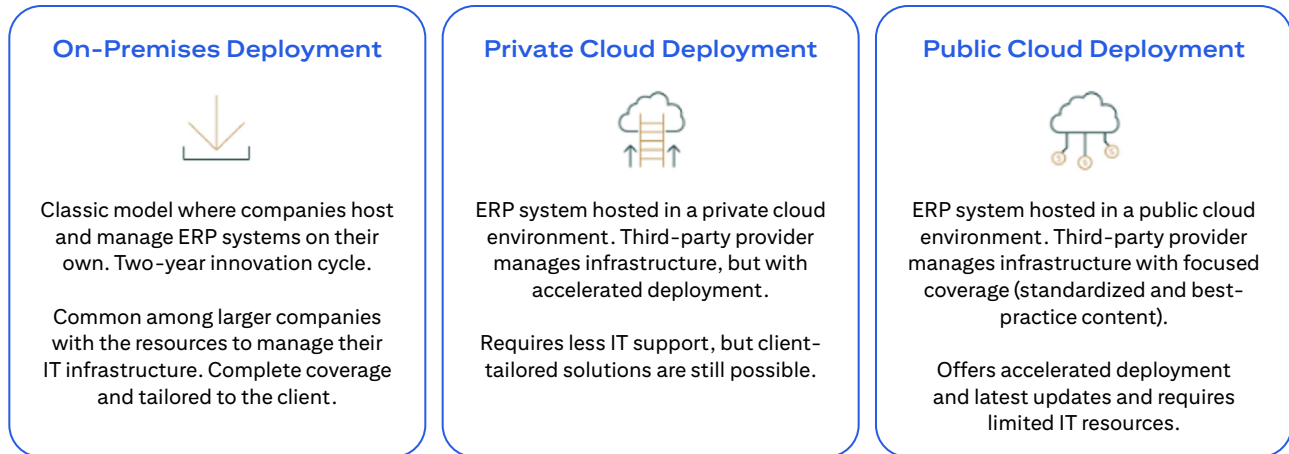 On-Premises Deployment
Classic model where companies host
and manage ERP systems on their
own. Two-year innovation cycle.
Common among larger companies
with the resources to manage their
IT infrastructure. Complete coverage
and tailored to the client.
Private Cloud Deployment
ERP system hosted in a private cloud
environment. Third-party provider
manages infrastructure, but with
accelerated deployment.
Requires less IT support, but client-
tailored solutions are still possible.
Public Cloud Deployment
$ $ $
ERP system hosted in a public cloud
environment. Third-party provider
manages infrastructure with focused
coverage (standardized and best-
practice content).
Offers accelerated deployment
and latest updates and requires
limited IT resources.